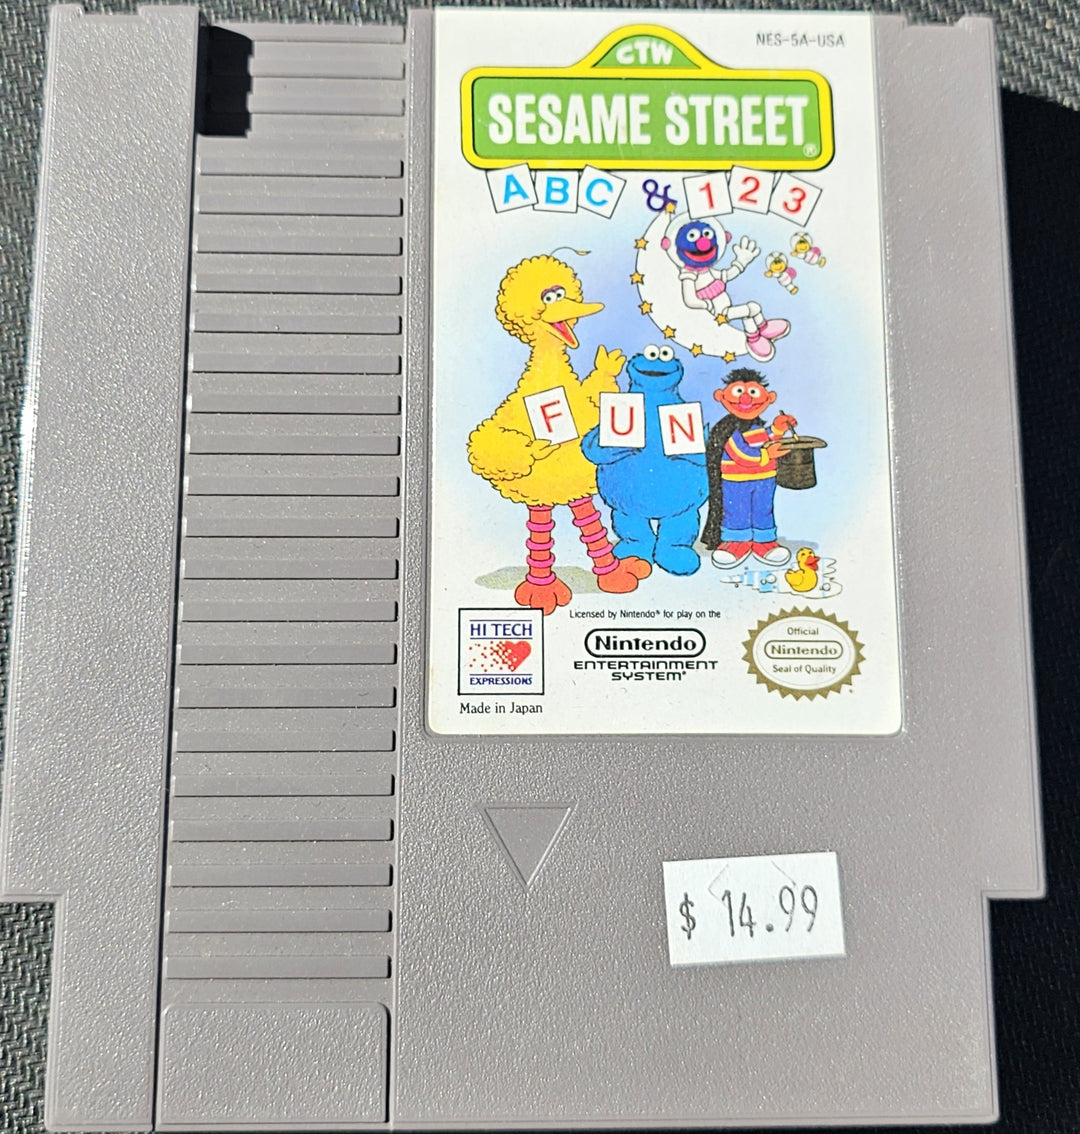 NES-5A-USA
CTW
SESAME STREET®
ABC & 123
F U N
Licensed by Nintendo® for play on the
Nintendo
ENTERTAINMENT
SYSTEM®
HI TECH
EXPRESSIONS
Made in Japan
Official
Nintendo
Seal of Quality
$ 14.99